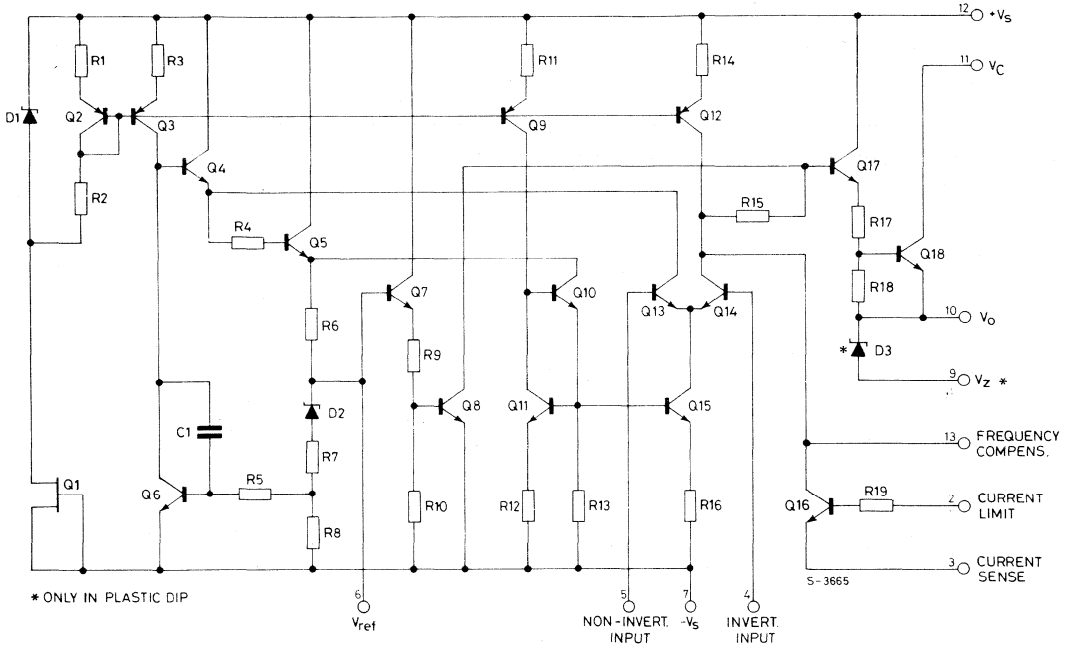 12 +Vs
R1 R3 R11 R14
11 Vc
D1 Q2 Q3 Q9 Q12
Q4 Q17
R2 R15 R17
R4 Q5 Q18
Q7 Q10 Q13 Q14 R18
10 Vo
R6 R9 * D3
9 Vz *
D2 Q8 Q11 Q15
C1 13 FREQUENCY
COMPENS.
R7
Q1 Q6 R5 R19
R10 R12 R13 R16 Q16 2 CURRENT
LIMIT
R8
3 CURRENT
SENSE
S-3665
* ONLY IN PLASTIC DIP
6 5 7 4
Vref NON-INVERT. -Vs INVERT.
INPUT INPUT